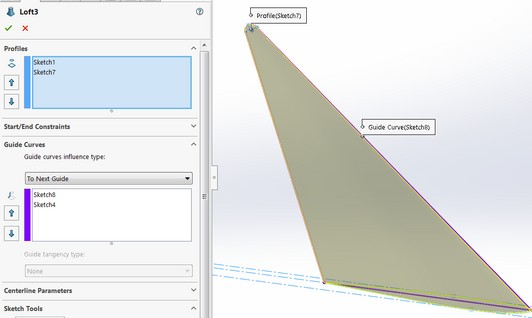 Loft3
Profiles
Sketch1
Sketch7
Start/End Constraints
Guide Curves
Guide curves influence type:
To Next Guide
Sketch8
Sketch4
Guide tangency type:
None
Centerline Parameters
Sketch Tools
Profile(Sketch7)
Guide Curve(Sketch8)